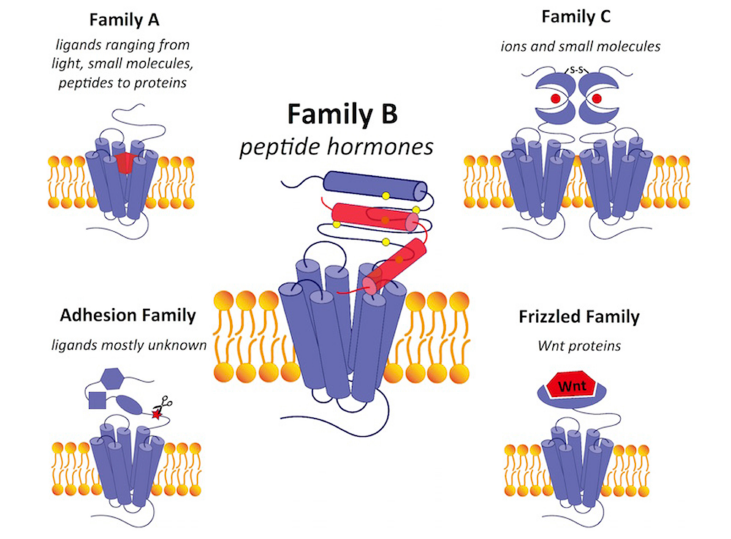 Family A
ligands ranging from
light, small molecules,
peptides to proteins
Family B
peptide hormones
Family C
ions and small molecules
S-S
Adhesion Family
ligands mostly unknown
Frizzled Family
Wnt proteins
Wnt